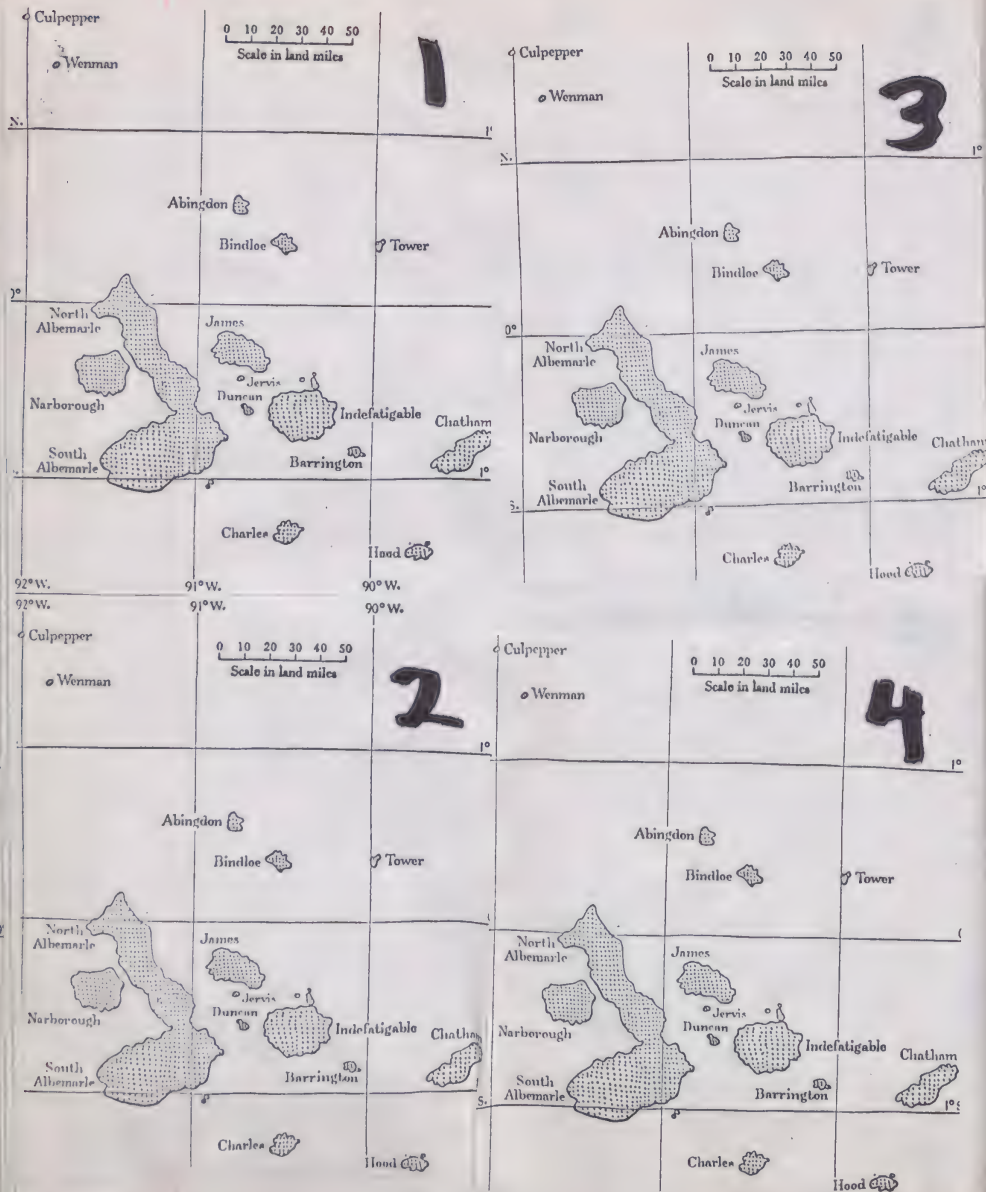 Culpepper
0 10 20 30 40 50
Scale in land miles
Wenman
1
N.
1°
Abingdon
Bindloe
Tower
0°
North
Albemarle
James
Jervis
Duncan
Narborough
Indefatigable
Chatham
South
Albemarle
Barrington
1°
Charles
Hood
92°W.
91°W.
90°W.
92°W.
91°W.
90°W.
Culpepper
0 10 20 30 40 50
Scale in land miles
Wenman
2
1°
Abingdon
Bindloe
Tower
North
Albemarle
James
Jervis
Duncan
Narborough
Indefatigable
Chatham
South
Albemarle
Barrington
S.
Charles
Hood
Culpepper
0 10 20 30 40 50
Scale in land miles
Wenman
3
N.
1°
Abingdon
Bindloe
Tower
0°
North
Albemarle
James
Jervis
Duncan
Narborough
Indefatigable
Chatham
South
Albemarle
Barrington
S.
1°
Charles
Hood
Culpepper
0 10 20 30 40 50
Scale in land miles
Wenman
4
1°
Abingdon
Bindloe
Tower
North
Albemarle
James
Jervis
Duncan
Narborough
Indefatigable
Chatham
South
Albemarle
Barrington
1°S
Charles
Hood